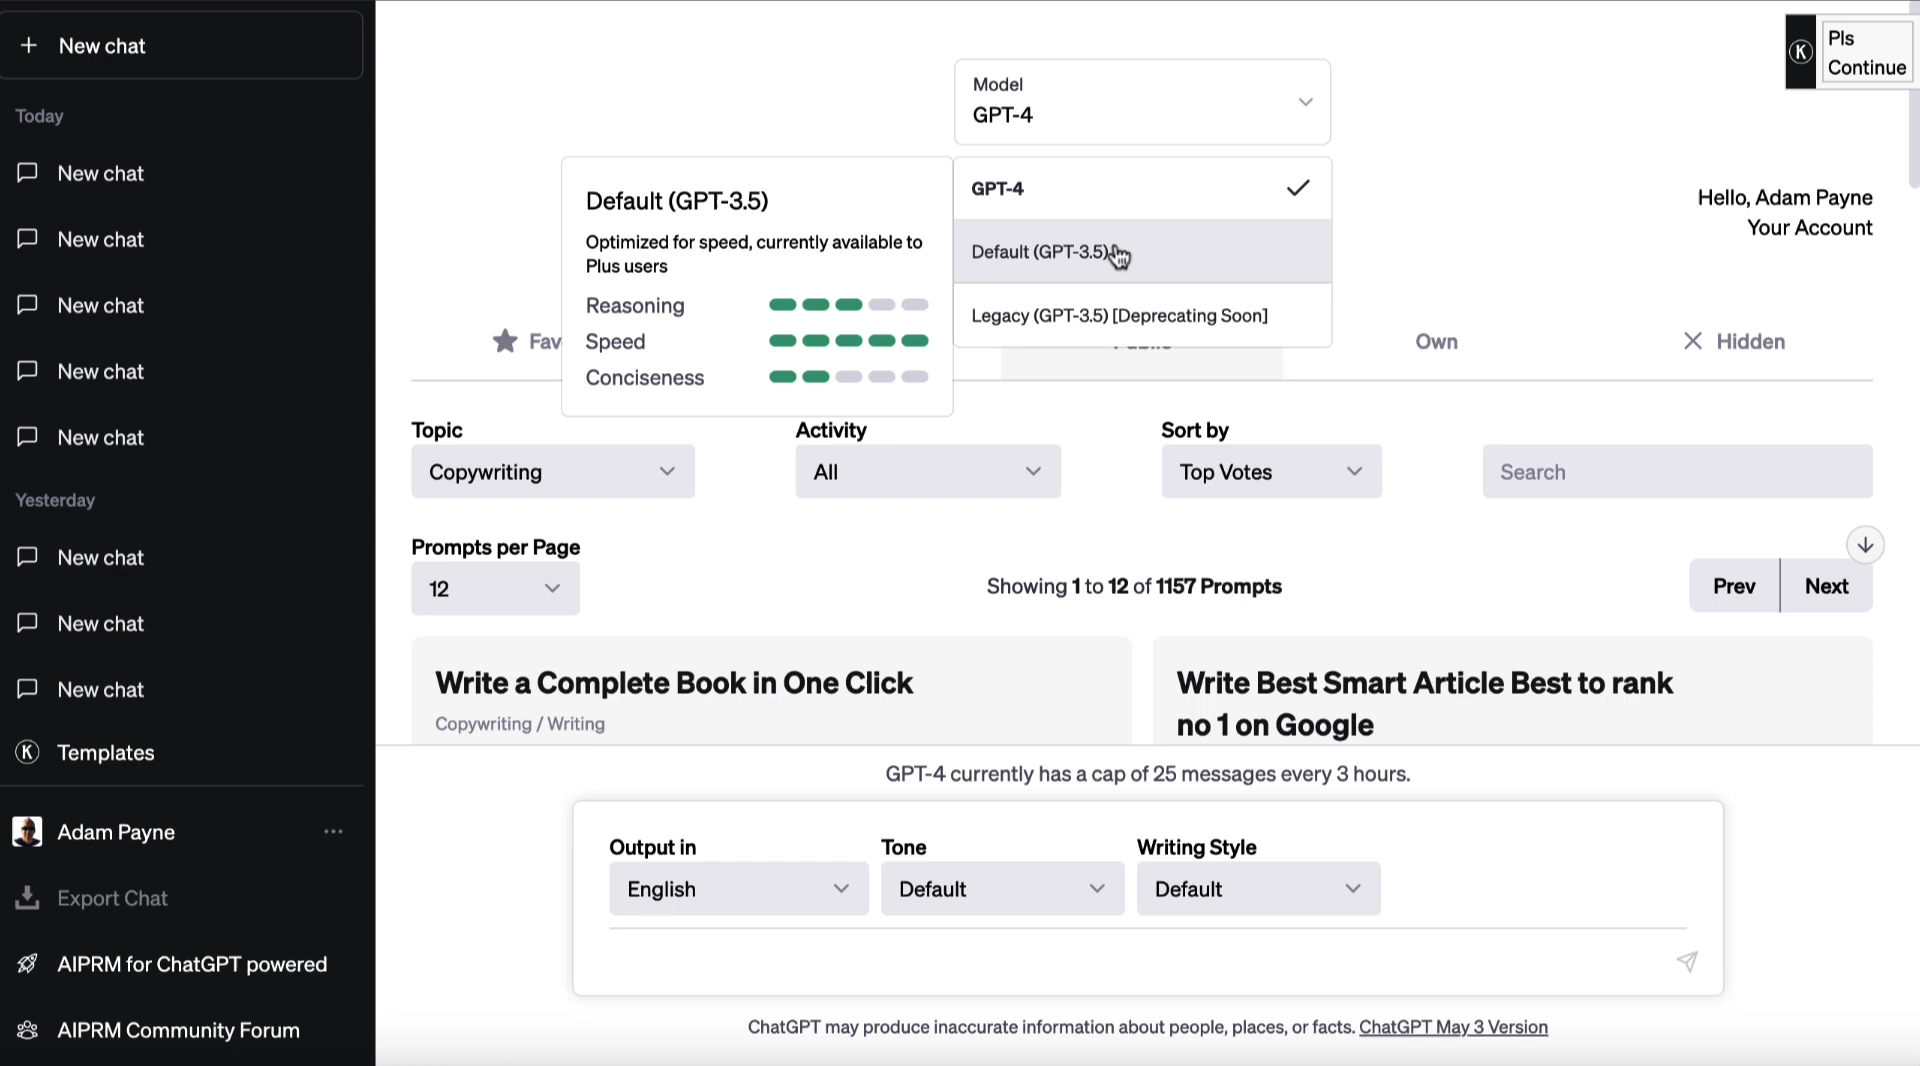 New chat
Today
New chat
New chat
New chat
New chat
New chat
Yesterday
New chat
New chat
New chat
Templates
Adam Payne
Export Chat
AIPRM for ChatGPT powered
AIPRM Community Forum
Model
GPT-4
GPT-4
Default (GPT-3.5)
Legacy (GPT-3.5) [Deprecating Soon]
Default (GPT-3.5)
Optimized for speed, currently available to
Plus users
Reasoning
Speed
Conciseness
K
Pls
Continue
Hello, Adam Payne
Your Account
Fav
Own
Hidden
Topic
Copywriting
Activity
All
Sort by
Top Votes
Search
Prompts per Page
12
Showing 1 to 12 of 1157 Prompts
Prev
Next
Write a Complete Book in One Click
Copywriting / Writing
Write Best Smart Article Best to rank
no 1 on Google
GPT-4 currently has a cap of 25 messages every 3 hours.
Output in
English
Tone
Default
Writing Style
Default
ChatGPT may produce inaccurate information about people, places, or facts. ChatGPT May 3 Version